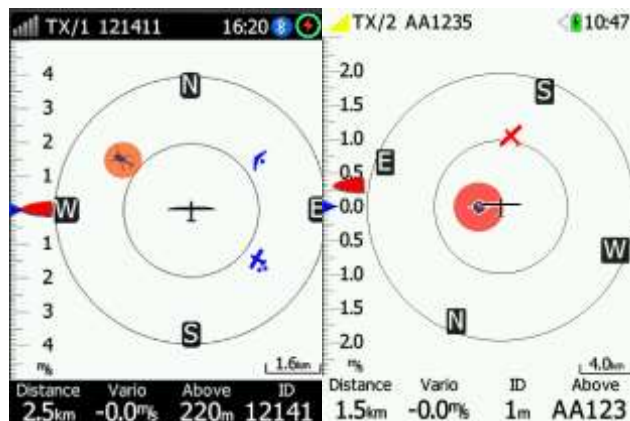 TX/1 121411 16:20
4
3
2
1
1
2
3
4
m/s
N
W
E
S
1.6km
Distance Vario Above ID
2.5km -0.0m/s 220m 12141
TX/2 AA1235 10:47
2.0
1.5
1.0
0.5
0.0
0.5
1.0
1.5
2.0
m/s
S
E
W
N
4.0km
Distance Vario ID Above
1.5km -0.0m/s 1m AA123